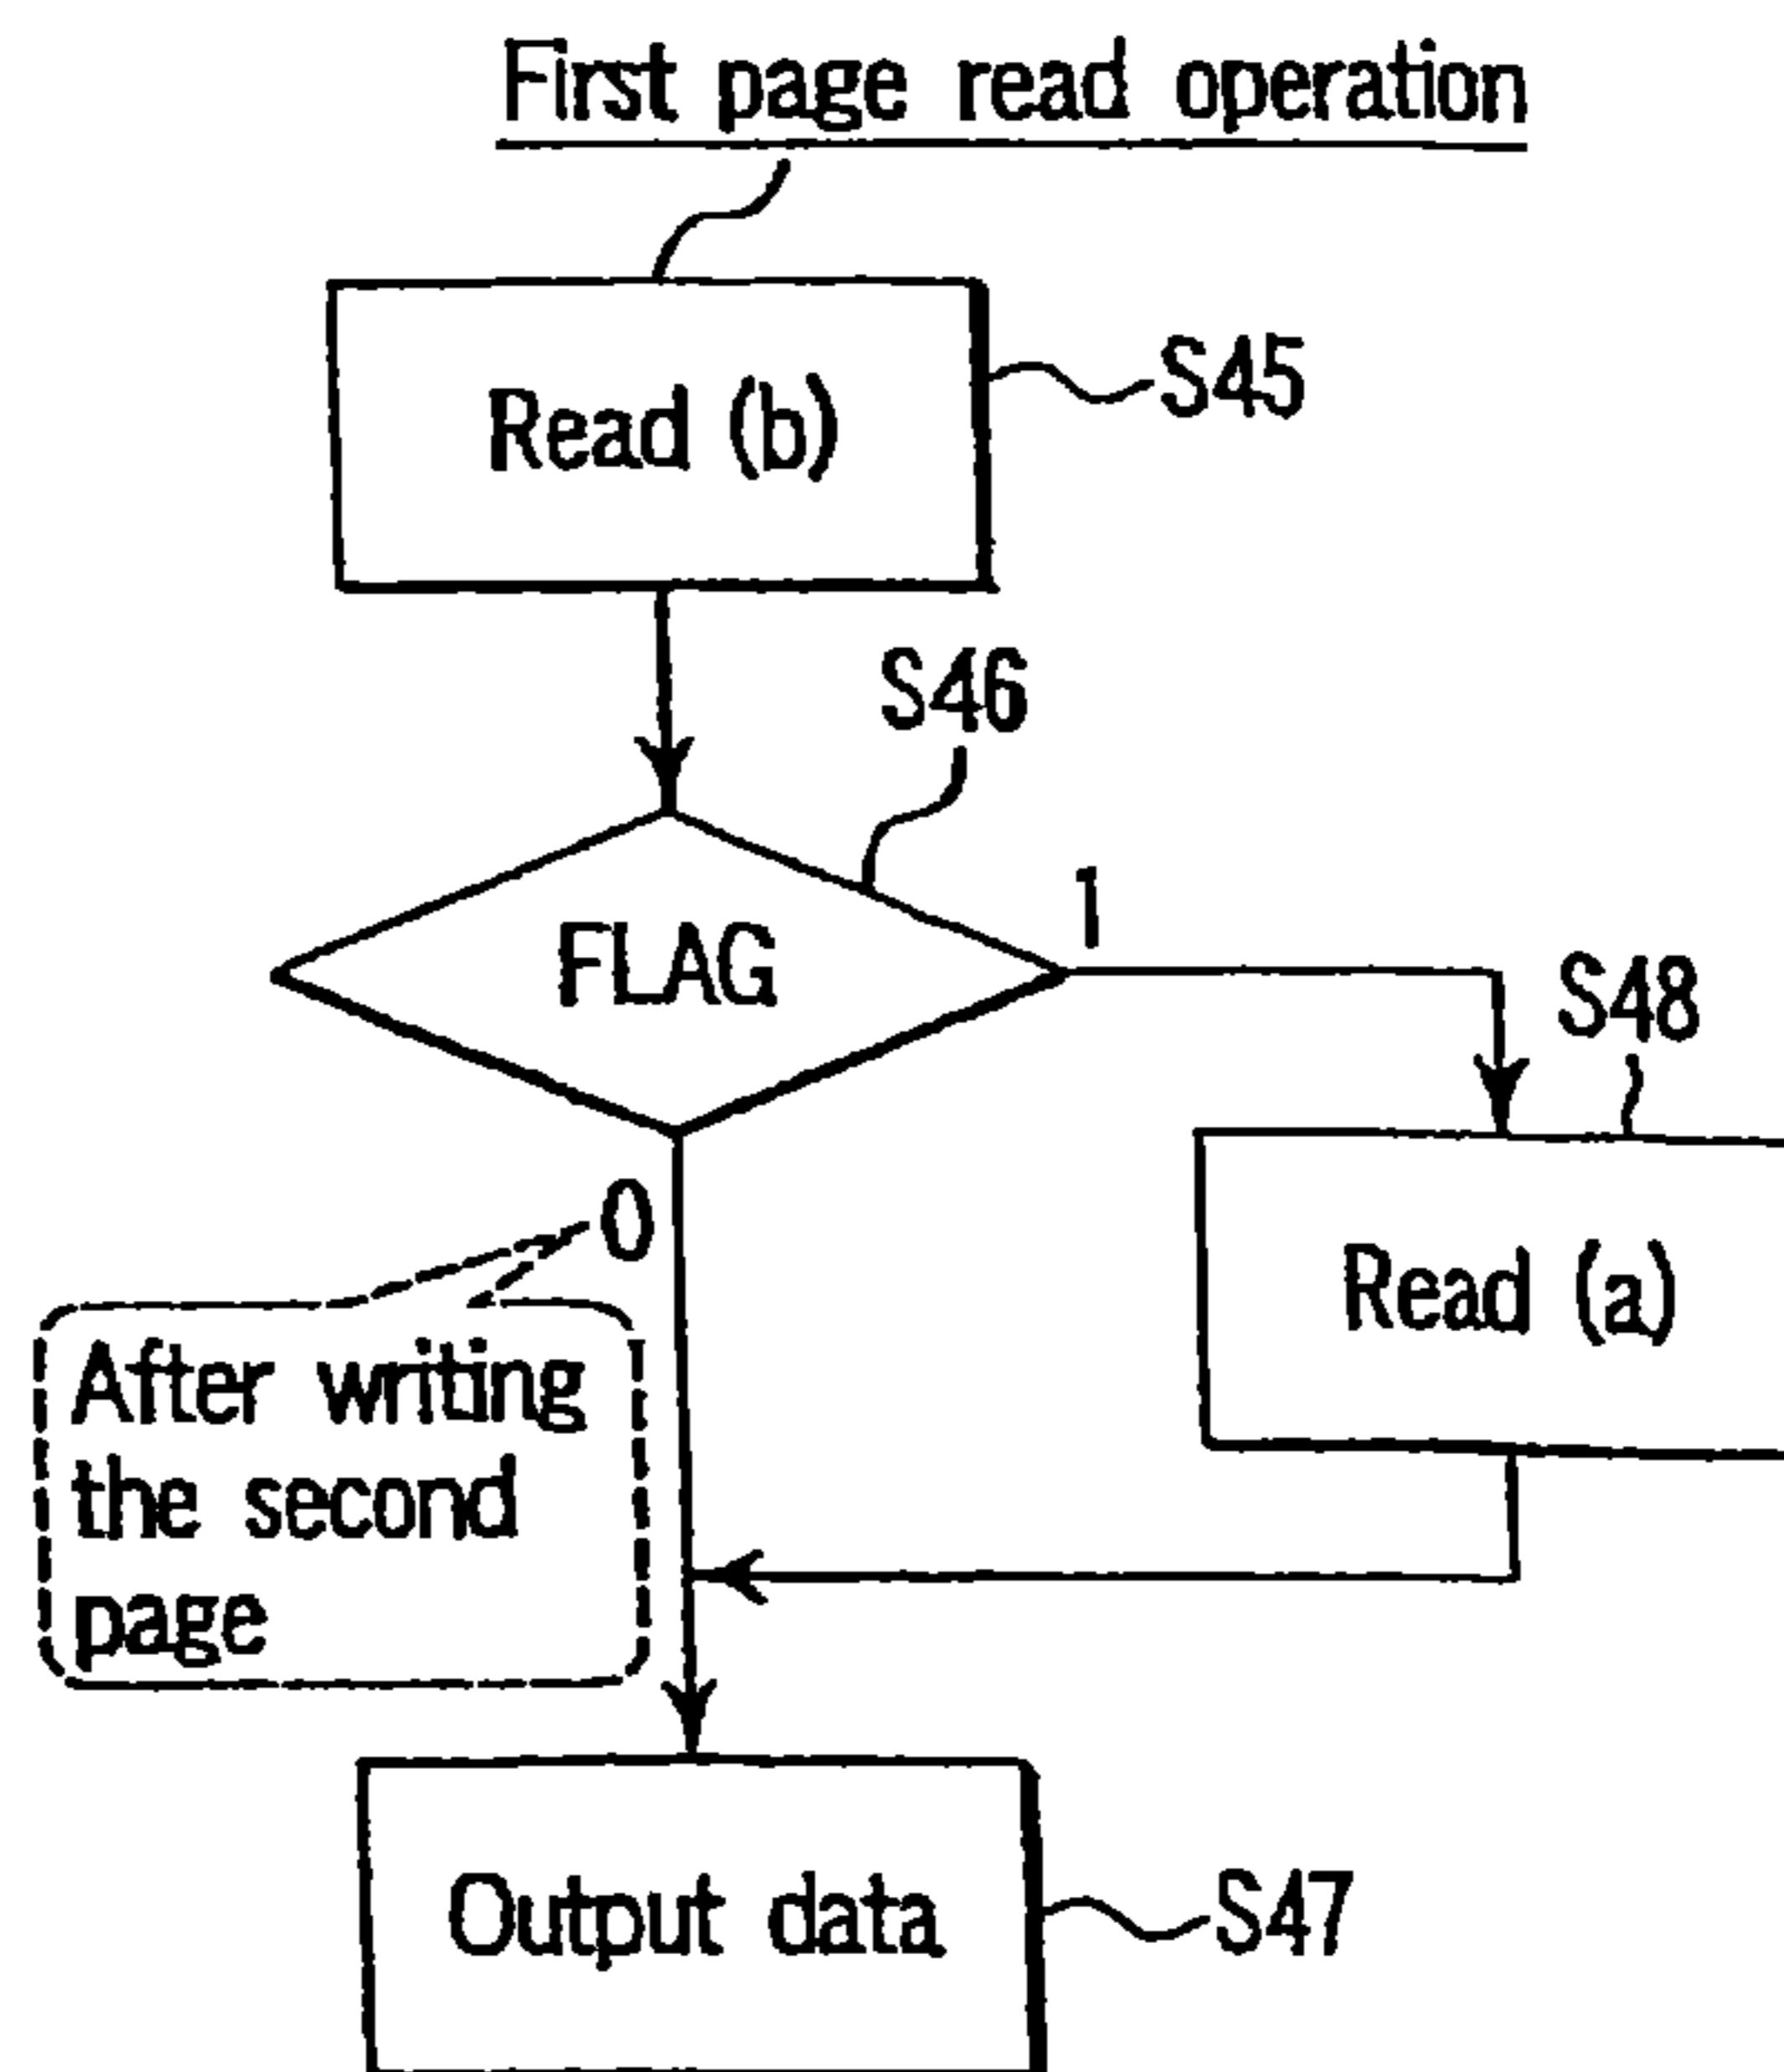 First page read operation
Read (b)
S45
S46
FLAG
1
S48
0
Read (a)
After writing
the second
page
Output data
S47